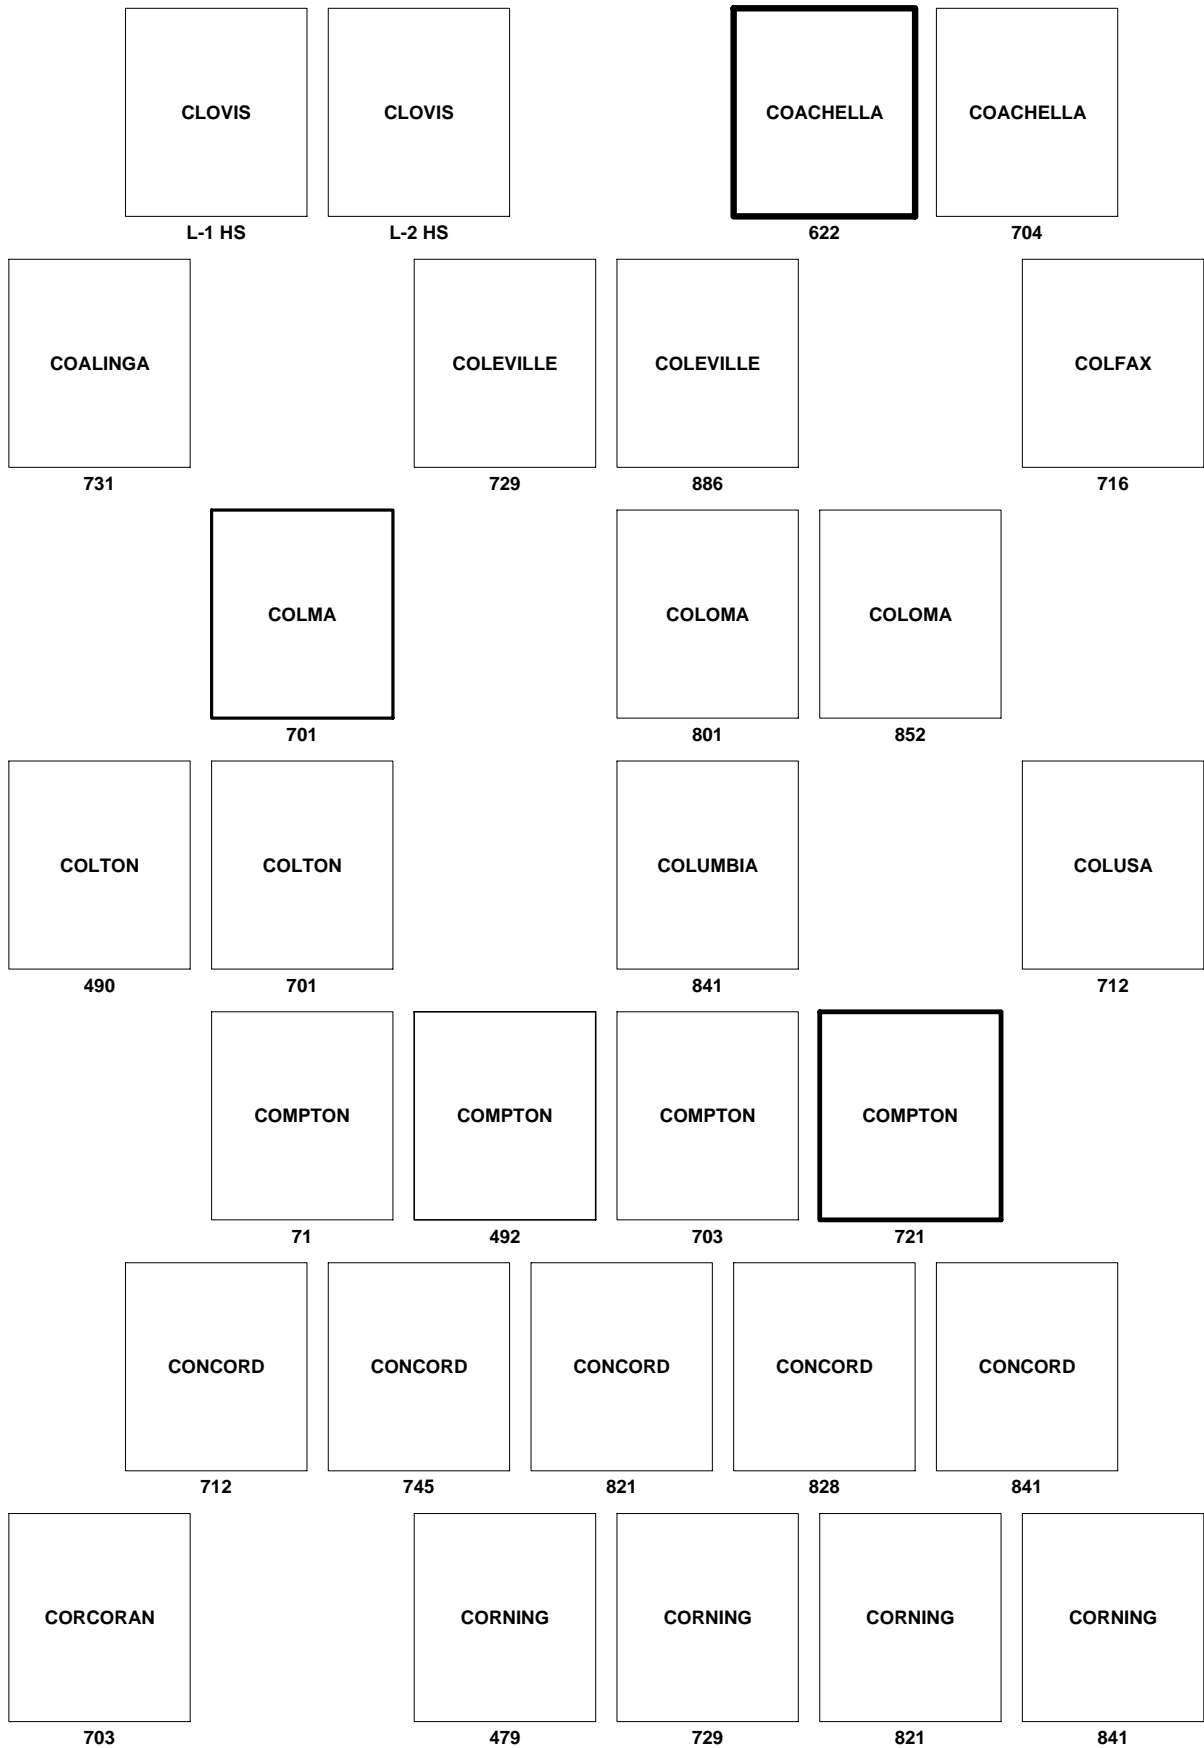 CLOVIS CLOVIS COACHELLA COACHELLA
L-1 HS L-2 HS 622 704
COALINGA COLEVILLE COLEVILLE COLFAX
731 729 886 716
COLMA COLOMA COLOMA
701 801 852
COLTON COLTON COLUMBIA COLUSA
490 701 841 712
COMPTON COMPTON COMPTON COMPTON
71 492 703 721
CONCORD CONCORD CONCORD CONCORD CONCORD
712 745 821 828 841
CORCORAN CORNING CORNING CORNING CORNING
703 479 729 821 841